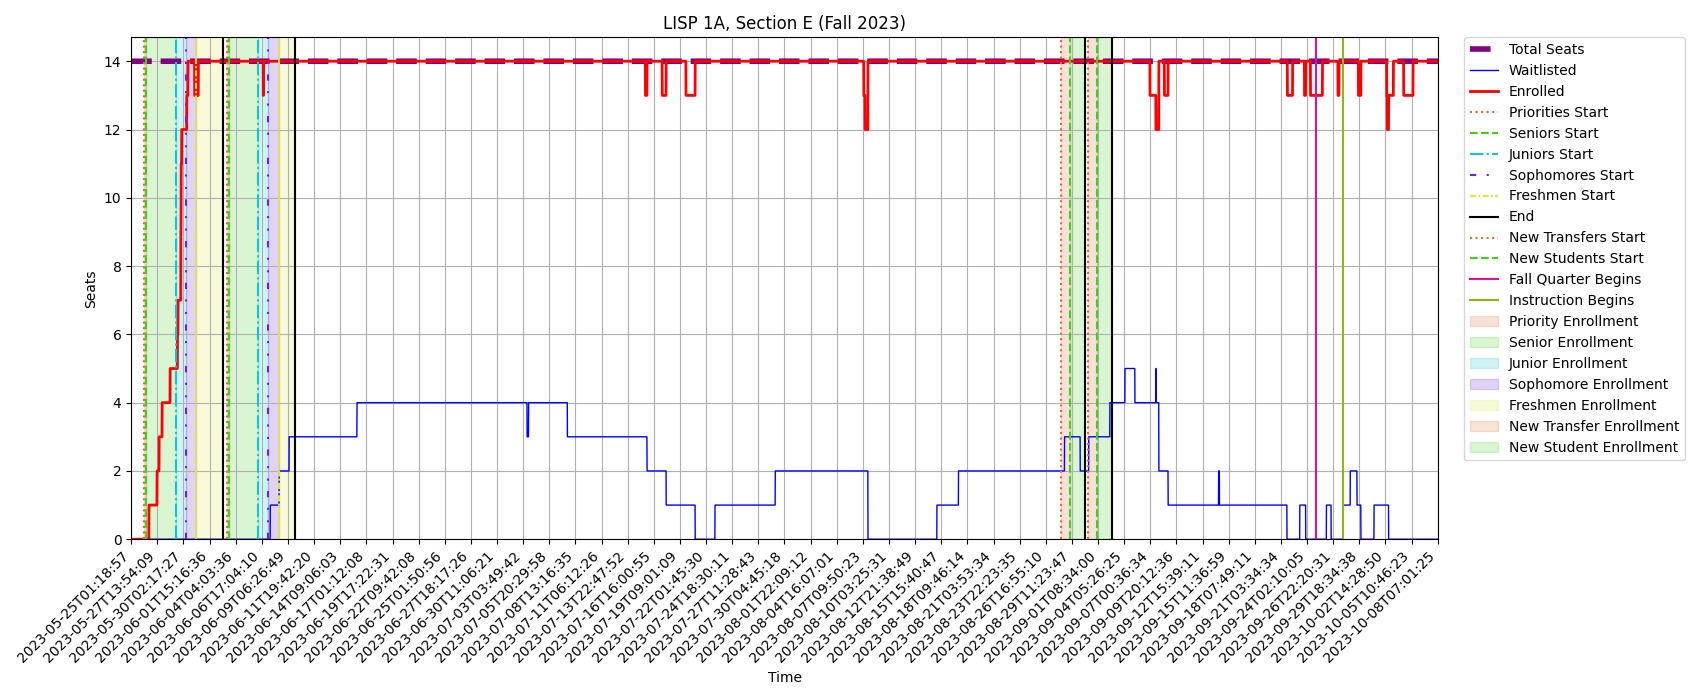 LISP 1A, Section E (Fall 2023)
Seats
14
12
10
8
6
4
2
0
2023-05-25T01:18:57
2023-05-27T13:54:09
2023-05-30T02:17:27
2023-06-01T15:16:36
2023-06-04T04:03:36
2023-06-06T17:04:10
2023-06-09T06:26:49
2023-06-11T19:42:20
2023-06-14T09:06:03
2023-06-17T01:12:08
2023-06-19T17:22:31
2023-06-22T09:42:08
2023-06-25T01:50:56
2023-06-27T18:17:26
2023-06-30T11:06:21
2023-07-03T03:49:42
2023-07-05T20:29:58
2023-07-08T13:16:35
2023-07-11T06:12:26
2023-07-13T22:47:52
2023-07-16T16:00:55
2023-07-19T09:01:09
2023-07-22T01:45:30
2023-07-24T18:30:11
2023-07-27T11:28:43
2023-07-30T04:45:18
2023-08-01T22:09:12
2023-08-04T16:07:01
2023-08-07T09:50:23
2023-08-10T03:25:31
2023-08-12T21:38:49
2023-08-15T15:40:47
2023-08-18T09:46:14
2023-08-21T03:53:34
2023-08-23T22:23:35
2023-08-26T16:55:10
2023-08-29T11:23:47
2023-09-01T08:34:00
2023-09-04T05:26:25
2023-09-07T00:36:34
2023-09-09T20:12:36
2023-09-12T15:39:11
2023-09-15T11:36:59
2023-09-18T07:49:11
2023-09-21T03:34:34
2023-09-24T02:10:05
2023-09-26T22:20:31
2023-09-29T18:34:38
2023-10-02T14:28:50
2023-10-05T10:46:23
2023-10-08T07:01:25
Time
Total Seats
Waitlisted
Enrolled
Priorities Start
Seniors Start
Juniors Start
Sophomores Start
Freshmen Start
End
New Transfers Start
New Students Start
Fall Quarter Begins
Instruction Begins
Priority Enrollment
Senior Enrollment
Junior Enrollment
Sophomore Enrollment
Freshmen Enrollment
New Transfer Enrollment
New Student Enrollment